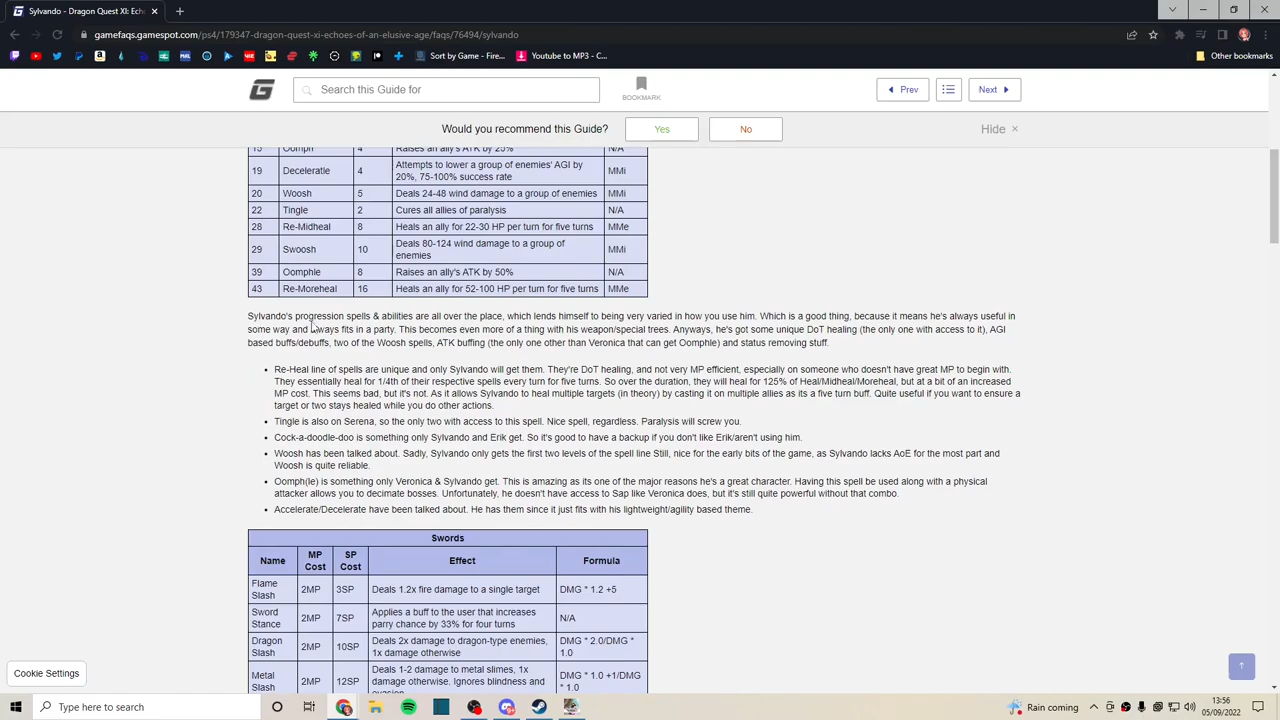 Sylvando - Dragon Quest XI: Echo
gamefaqs.gamespot.com/ps4/179347-dragon-quest-xi-echoes-of-an-elusive-age/faqs/76494/sylvando
Sort by Game - Fire...
Youtube to MP3 - C...
Other bookmarks
Search this Guide for
BOOKMARK
Prev
Next
Would you recommend this Guide?
Yes
No
Hide ×
15 Oomph 4 Raises an ally's ATK by 25% N/A
19 Deceleratle 4 Attempts to lower a group of enemies' AGI by 20%, 75-100% success rate MMi
20 Woosh 5 Deals 24-48 wind damage to a group of enemies MMi
22 Tingle 2 Cures all allies of paralysis N/A
28 Re-Midheal 8 Heals an ally for 22-30 HP per turn for five turns MMe
29 Swoosh 10 Deals 80-124 wind damage to a group of enemies MMi
39 Oomphle 8 Raises an ally's ATK by 50% N/A
43 Re-Moreheal 16 Heals an ally for 52-100 HP per turn for five turns MMe
Sylvando's progression spells & abilities are all over the place, which lends himself to being very varied in how you use him. Which is a good thing, because it means he's always useful in
some way and always fits in a party. This becomes even more of a thing with his weapon/special trees. Anyways, he's got some unique DoT healing (the only one with access to it), AGI
based buffs/debuffs, two of the Woosh spells, ATK buffing (the only one other than Veronica that can get Oomphle) and status removing stuff.
Re-Heal line of spells are unique and only Sylvando will get them. They're DoT healing, and not very MP efficient, especially on someone who doesn't have great MP to begin with.
They essentially heal for 1/4th of their respective spells every turn for five turns. So over the duration, they will heal for 125% of Heal/Midheal/Moreheal, but at a bit of an increased
MP cost. This seems bad, but it's not. As it allows Sylvando to heal multiple targets (in theory) by casting it on multiple allies as its a five turn buff. Quite useful if you want to ensure a
target or two stays healed while you do other actions.
Tingle is also on Serena, so the only two with access to this spell. Nice spell, regardless. Paralysis will screw you.
Cock-a-doodle-doo is something only Sylvando and Erik get. So it's good to have a backup if you don't like Erik/aren't using him.
Woosh has been talked about. Sadly, Sylvando only gets the first two levels of the spell line Still, nice for the early bits of the game, as Sylvando lacks AoE for the most part and
Woosh is quite reliable.
Oomph(le) is something only Veronica & Sylvando get. This is amazing as its one of the major reasons he's a great character. Having this spell be used along with a physical
attacker allows you to decimate bosses. Unfortunately, he doesn't have access to Sap like Veronica does, but it's still quite powerful without that combo.
Accelerate/Decelerate have been talked about. He has them since it just fits with his lightweight/agility based theme.
Swords
Name MP Cost SP Cost Effect Formula
Flame Slash 2MP 3SP Deals 1.2x fire damage to a single target DMG * 1.2 +5
Sword Stance 2MP 7SP Applies a buff to the user that increases parry chance by 33% for four turns N/A
Dragon Slash 2MP 10SP Deals 2x damage to dragon-type enemies, 1x damage otherwise DMG * 2.0/DMG * 1.0
Metal Slash 2MP 12SP Deals 1-2 damage to metal slimes, 1x damage otherwise. Ignores blindness and evasion DMG * 1.0 +1/DMG * 1.0
Cookie Settings
Type here to search
Rain coming
13:56
05/09/2022